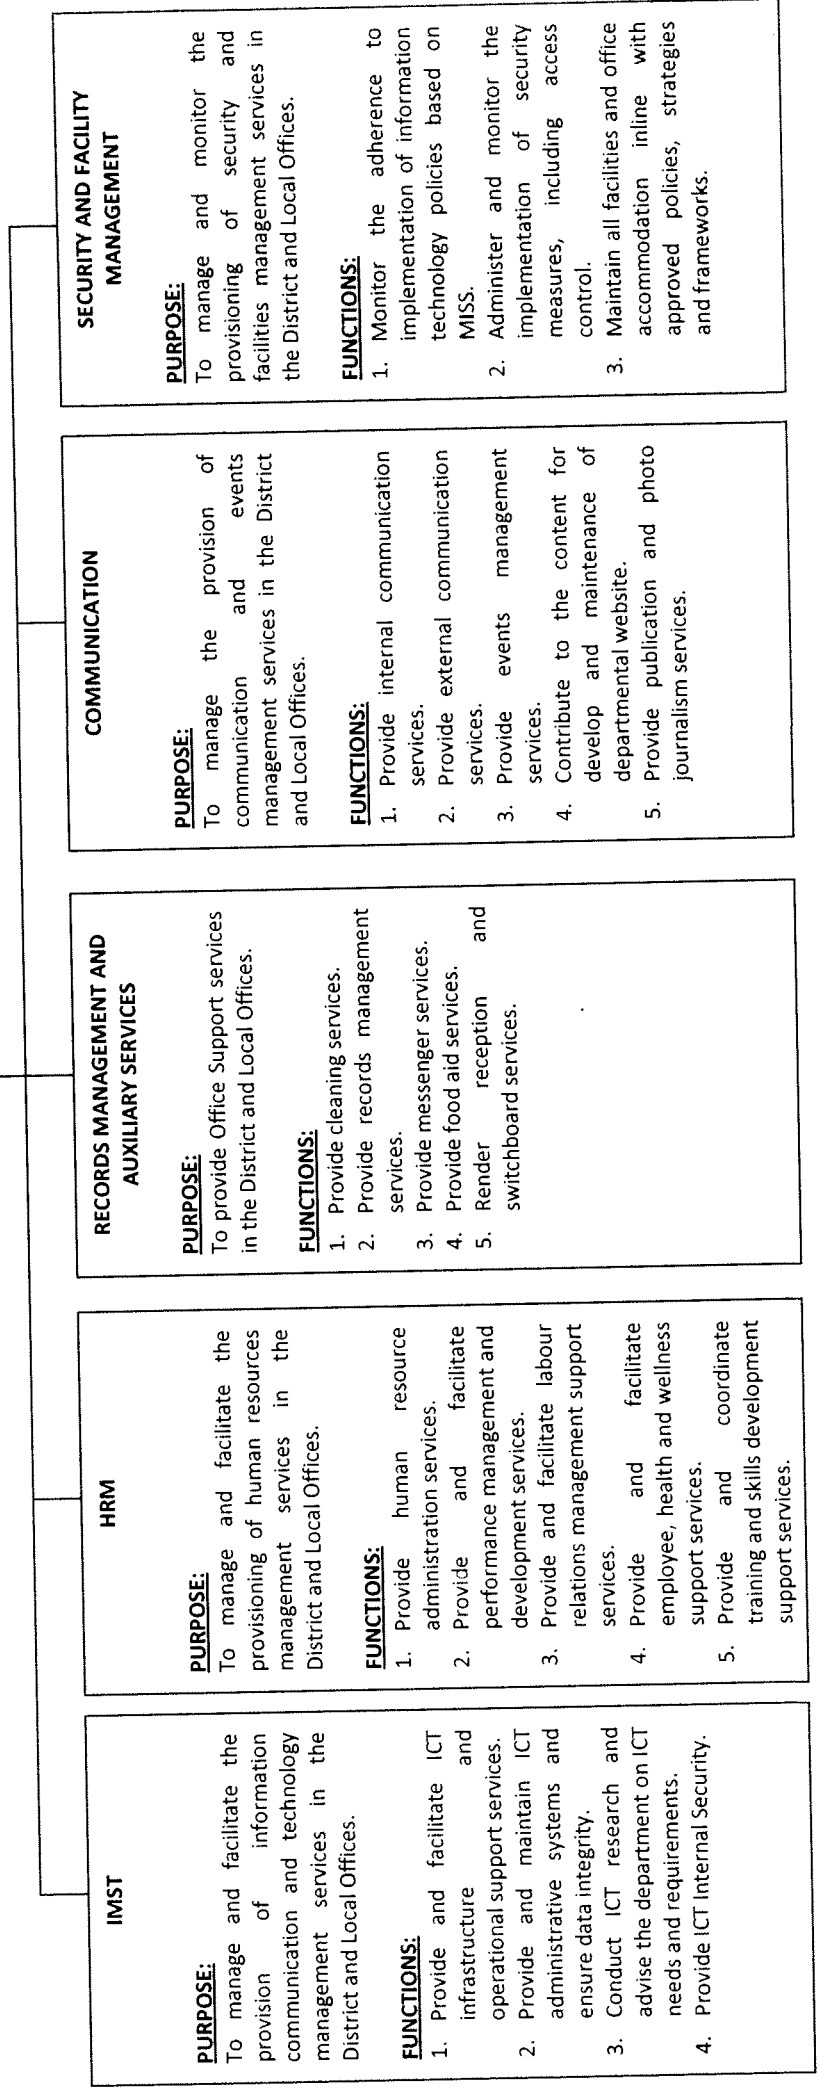 IMST
PURPOSE:
To manage and facilitate the
provision of information
communication and technology
management services in the
District and Local Offices.
FUNCTIONS:
1. Provide and facilitate ICT
infrastructure and
operational support services.
2. Provide and maintain ICT
administrative systems and
ensure data integrity.
3. Conduct ICT research and
advise the department on ICT
needs and requirements.
4. Provide ICT Internal Security.
HRM
PURPOSE:
To manage and facilitate the
provisioning of human resources
management services in the
District and Local Offices.
FUNCTIONS:
1. Provide human resource
administration services.
2. Provide and facilitate
performance management and
development services.
3. Provide and facilitate labour
relations management support
services.
4. Provide and facilitate
employee, health and wellness
support services.
5. Provide and coordinate
training and skills development
support services.
RECORDS MANAGEMENT AND
AUXILIARY SERVICES
PURPOSE:
To provide Office Support services
in the District and Local Offices.
FUNCTIONS:
1. Provide cleaning services.
2. Provide records management
services.
3. Provide messenger services.
4. Provide food aid services.
5. Render reception and
switchboard services.
COMMUNICATION
PURPOSE:
To manage the provision of
communication and events
management services in the District
and Local Offices.
FUNCTIONS:
1. Provide internal communication
services.
2. Provide external communication
services.
3. Provide events management
services.
4. Contribute to the content for
develop and maintenance of
departmental website.
5. Provide publication and photo
journalism services.
SECURITY AND FACILITY
MANAGEMENT
PURPOSE:
To manage and monitor the
provisioning of security and
facilities management services in
the District and Local Offices.
FUNCTIONS:
1. Monitor the adherence to
implementation of information
technology policies based on
MISS.
2. Administer and monitor the
implementation of security
measures, including access
control.
3. Maintain all facilities and office
accommodation inline with
approved policies, strategies
and frameworks.